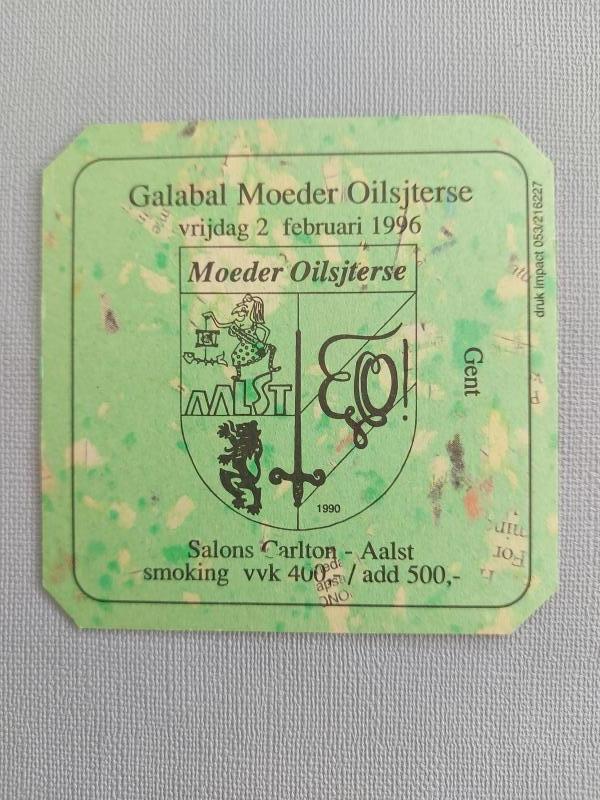 Galabal Moeder Oilsjterse
vrijdag 2 februari 1996
Moeder Oilsjterse
AALST
Gent
1990
Salons Carlton - Aalst
smoking vvk 400,- / add 500,-
druk impact 053/216227